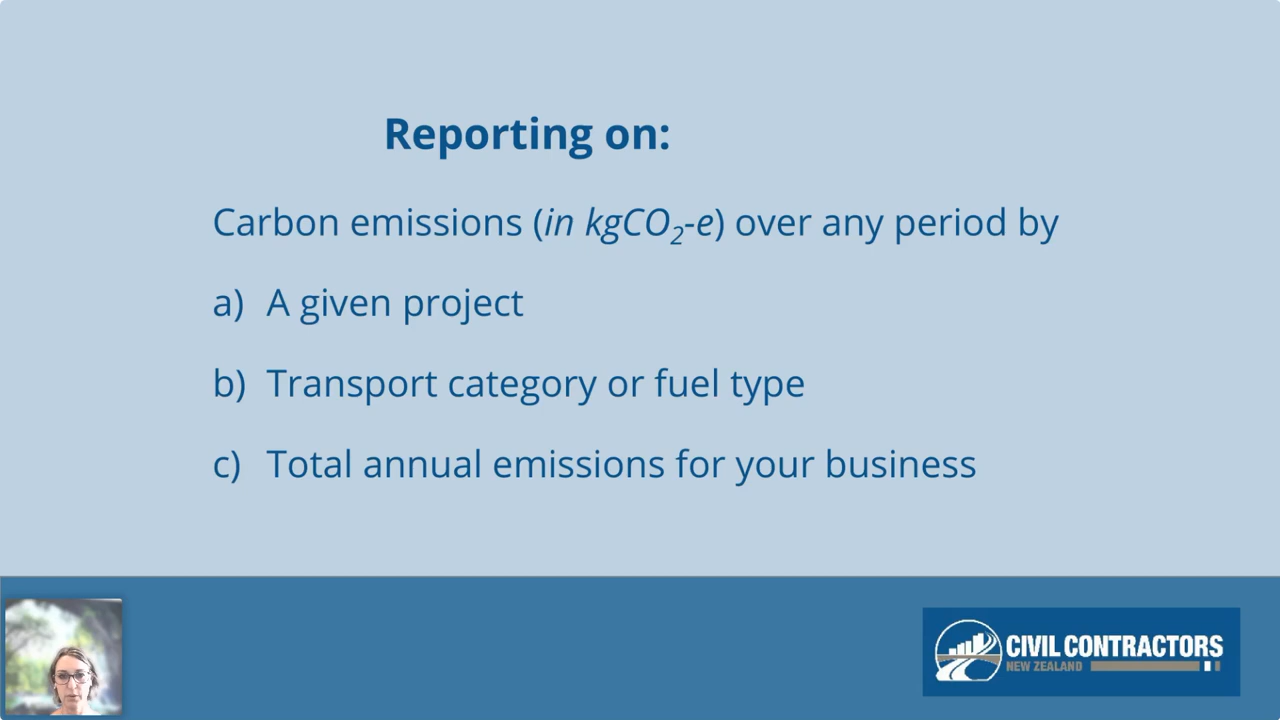 Reporting on:
Carbon emissions (in kgCO₂-e) over any period by
a) A given project
b) Transport category or fuel type
c) Total annual emissions for your business
CIVIL CONTRACTORS
NEW ZEALAND